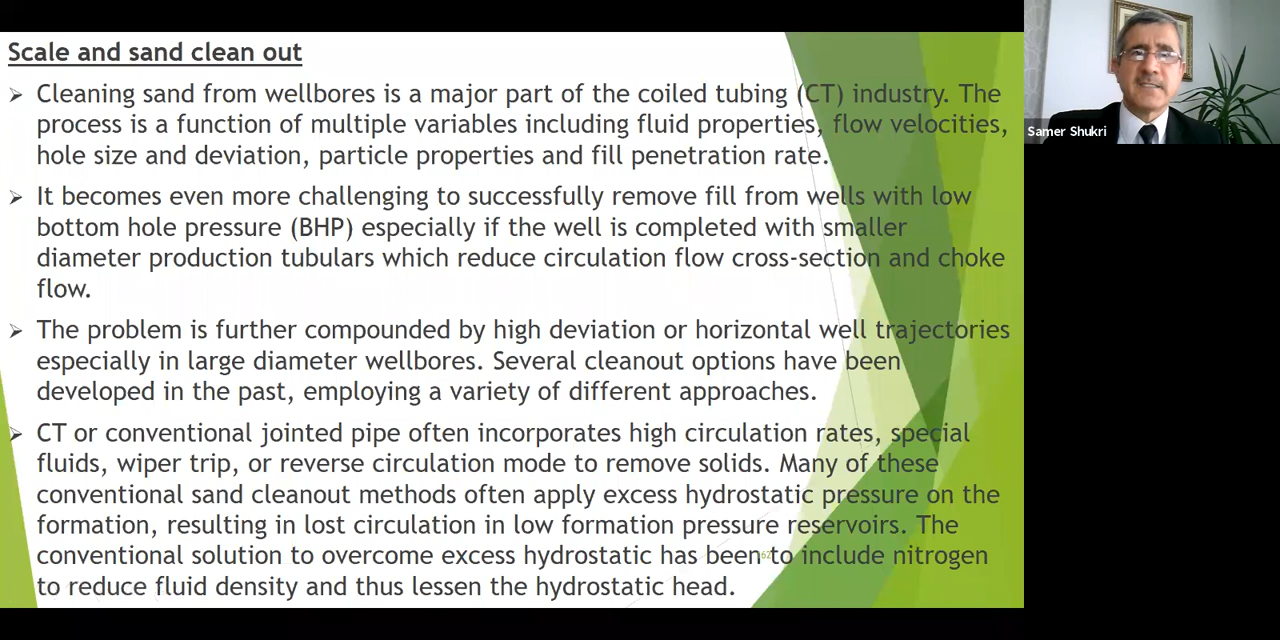 Scale and sand clean out
➢ Cleaning sand from wellbores is a major part of the coiled tubing (CT) industry. The
process is a function of multiple variables including fluid properties, flow velocities,
hole size and deviation, particle properties and fill penetration rate.
➢ It becomes even more challenging to successfully remove fill from wells with low
bottom hole pressure (BHP) especially if the well is completed with smaller
diameter production tubulars which reduce circulation flow cross-section and choke
flow.
➢ The problem is further compounded by high deviation or horizontal well trajectories
especially in large diameter wellbores. Several cleanout options have been
developed in the past, employing a variety of different approaches.
➢ CT or conventional jointed pipe often incorporates high circulation rates, special
fluids, wiper trip, or reverse circulation mode to remove solids. Many of these
conventional sand cleanout methods often apply excess hydrostatic pressure on the
formation, resulting in lost circulation in low formation pressure reservoirs. The
conventional solution to overcome excess hydrostatic has been to include nitrogen
to reduce fluid density and thus lessen the hydrostatic head.
Samer Shukri